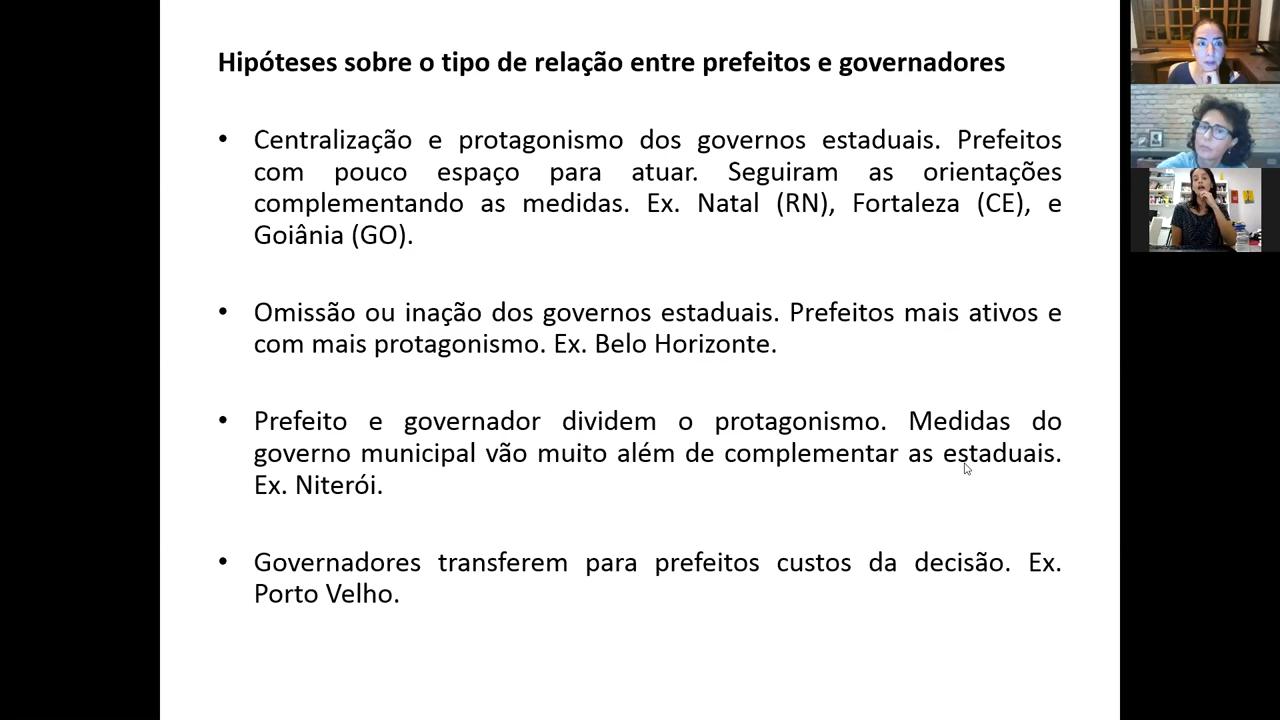 Hipóteses sobre o tipo de relação entre prefeitos e governadores
• Centralização e protagonismo dos governos estaduais. Prefeitos
com pouco espaço para atuar. Seguiram as orientações
complementando as medidas. Ex. Natal (RN), Fortaleza (CE), e
Goiânia (GO).
• Omissão ou inação dos governos estaduais. Prefeitos mais ativos e
com mais protagonismo. Ex. Belo Horizonte.
• Prefeito e governador dividem o protagonismo. Medidas do
governo municipal vão muito além de complementar as estaduais.
Ex. Niterói.
• Governadores transferem para prefeitos custos da decisão. Ex.
Porto Velho.